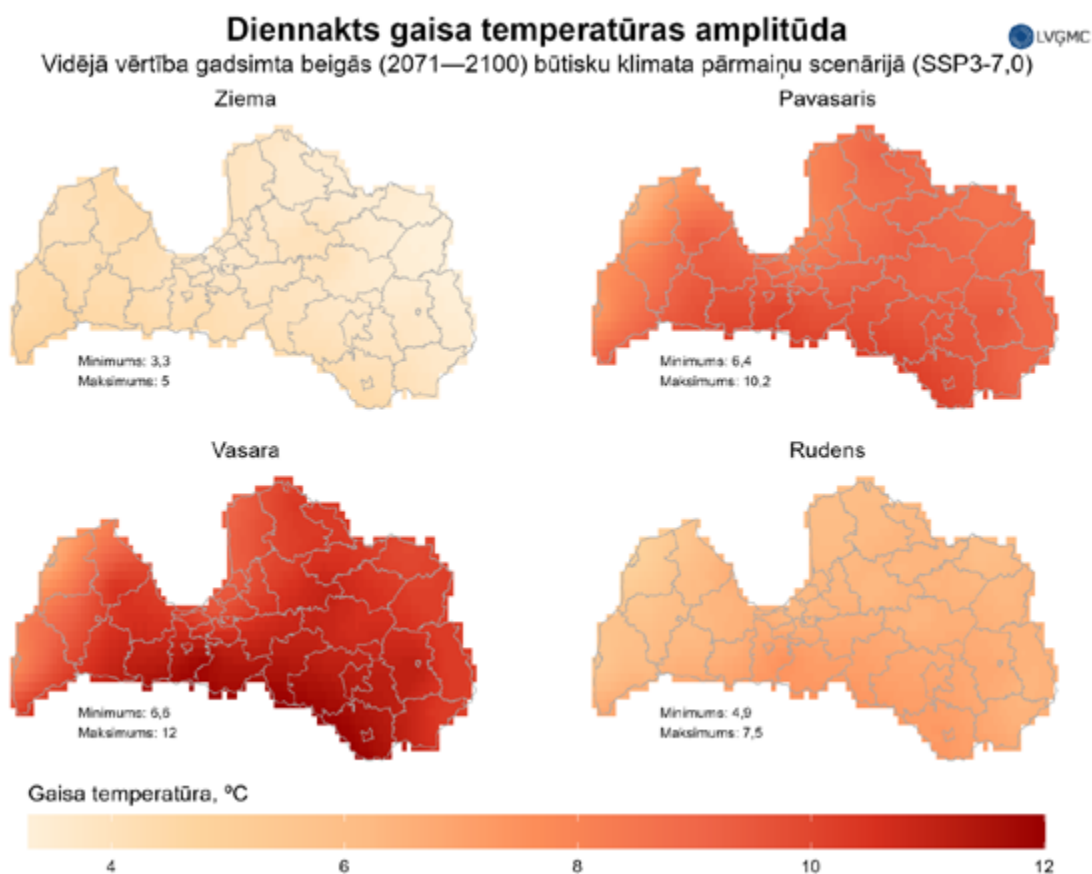 Diennakts gaisa temperatūras amplitūda
LVĢMC
Vidējā vērtība gadsimta beigās (2071—2100) būtisku klimata pārmaiņu scenārijā (SSP3-7,0)
Ziema
Pavasaris
Minimums: 3,3
Maksimums: 5
Minimums: 6,4
Maksimums: 10,2
Vasara
Rudens
Minimums: 6,6
Maksimums: 12
Minimums: 4,9
Maksimums: 7,5
Gaisa temperatūra, ºC
4 6 8 10 12